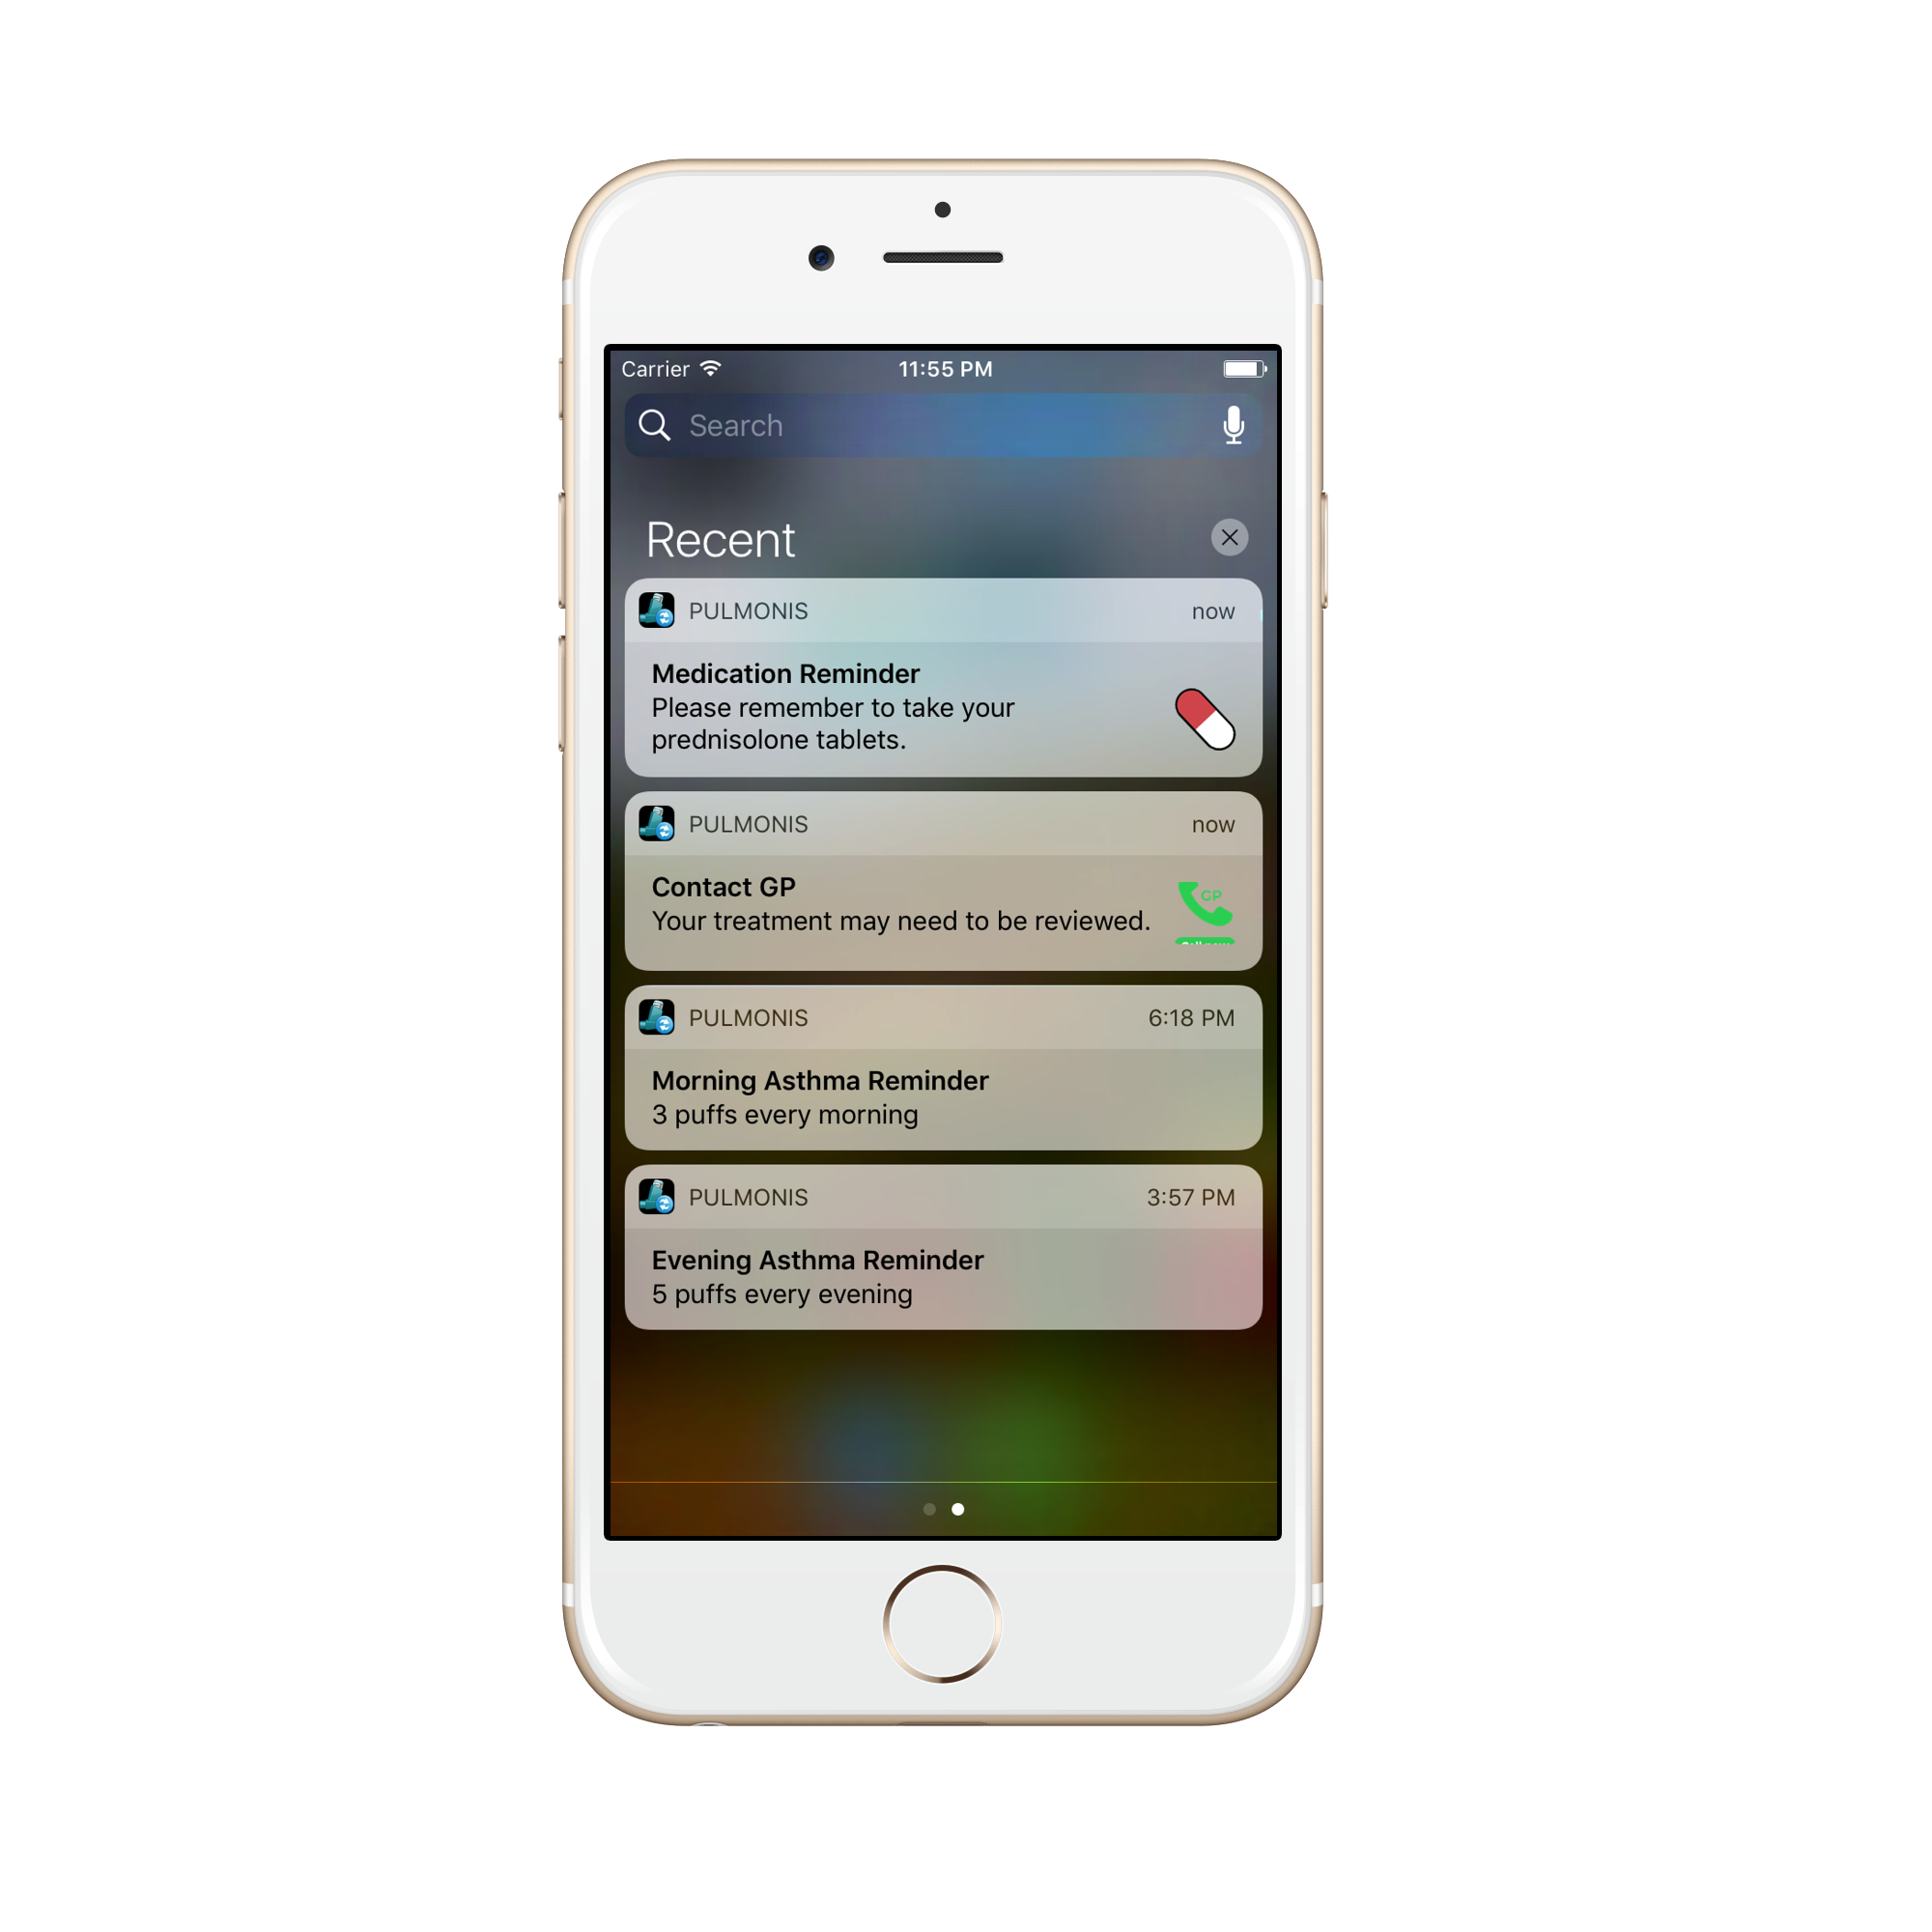 Carrier 11:55 PM
Search
Recent
PULMONIS now
Medication Reminder
Please remember to take your
prednisolone tablets.
PULMONIS now
Contact GP
Your treatment may need to be reviewed.
GP
PULMONIS 6:18 PM
Morning Asthma Reminder
3 puffs every morning
PULMONIS 3:57 PM
Evening Asthma Reminder
5 puffs every evening